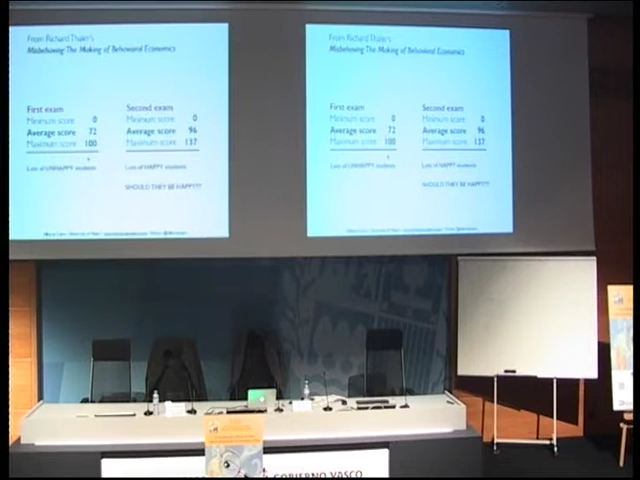 From Richard Thaler's
Misbehaving: The Making of Behavioral Economics
First exam
Minimum score 0
Average score 72
Maximum score 100
Lots of UNHAPPY students
Second exam
Minimum score 0
Average score 96
Maximum score 137
Lots of HAPPY students
SHOULD THEY BE HAPPY???
From Richard Thaler's
Misbehaving: The Making of Behavioral Economics
First exam
Minimum score 0
Average score 72
Maximum score 100
Lots of UNHAPPY students
Second exam
Minimum score 0
Average score 96
Maximum score 137
Lots of HAPPY students
SHOULD THEY BE HAPPY???
GOBIERNO VASCO